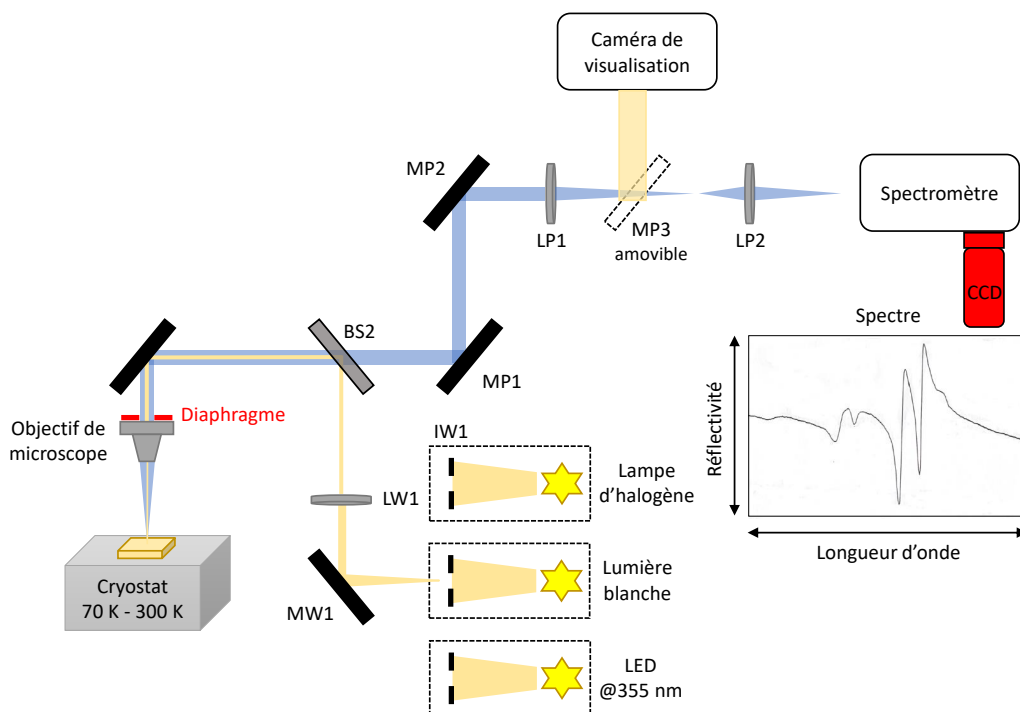 Caméra de
visualisation
MP2
LP1
MP3
amovible
LP2
Spectromètre
CCD
BS2
MP1
Spectre
Diaphragme
Objectif de
microscope
Réflectivité
Longueur d'onde
IW1
Lampe
d'halogène
LW1
Cryostat
70 K - 300 K
MW1
Lumière
blanche
LED
@355 nm